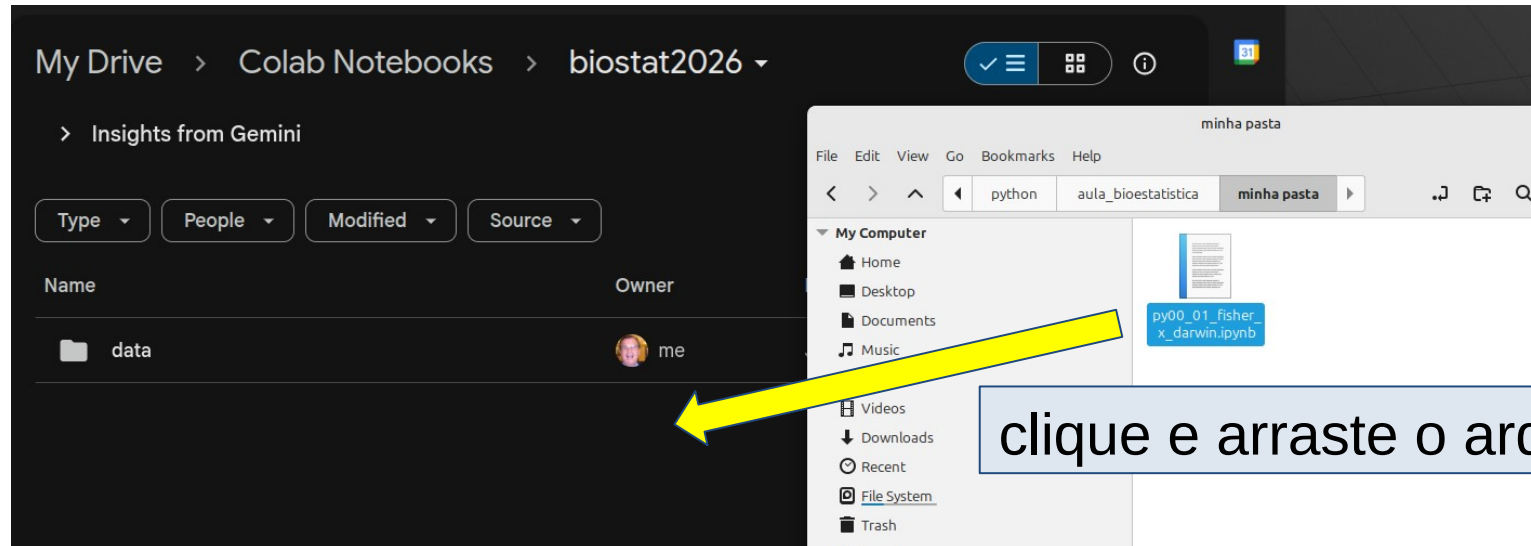 My Drive > Colab Notebooks > biostat2026
31
> Insights from Gemini
Type
People
Modified
Source
Name
Owner
data
me
minha pasta
File Edit View Go Bookmarks Help
python
aula_bioestatistica
minha pasta
My Computer
Home
Desktop
Documents
Music
Videos
Downloads
Recent
File System
Trash
py00_01_fisher_
x_darwin.ipynb
clique e arraste o